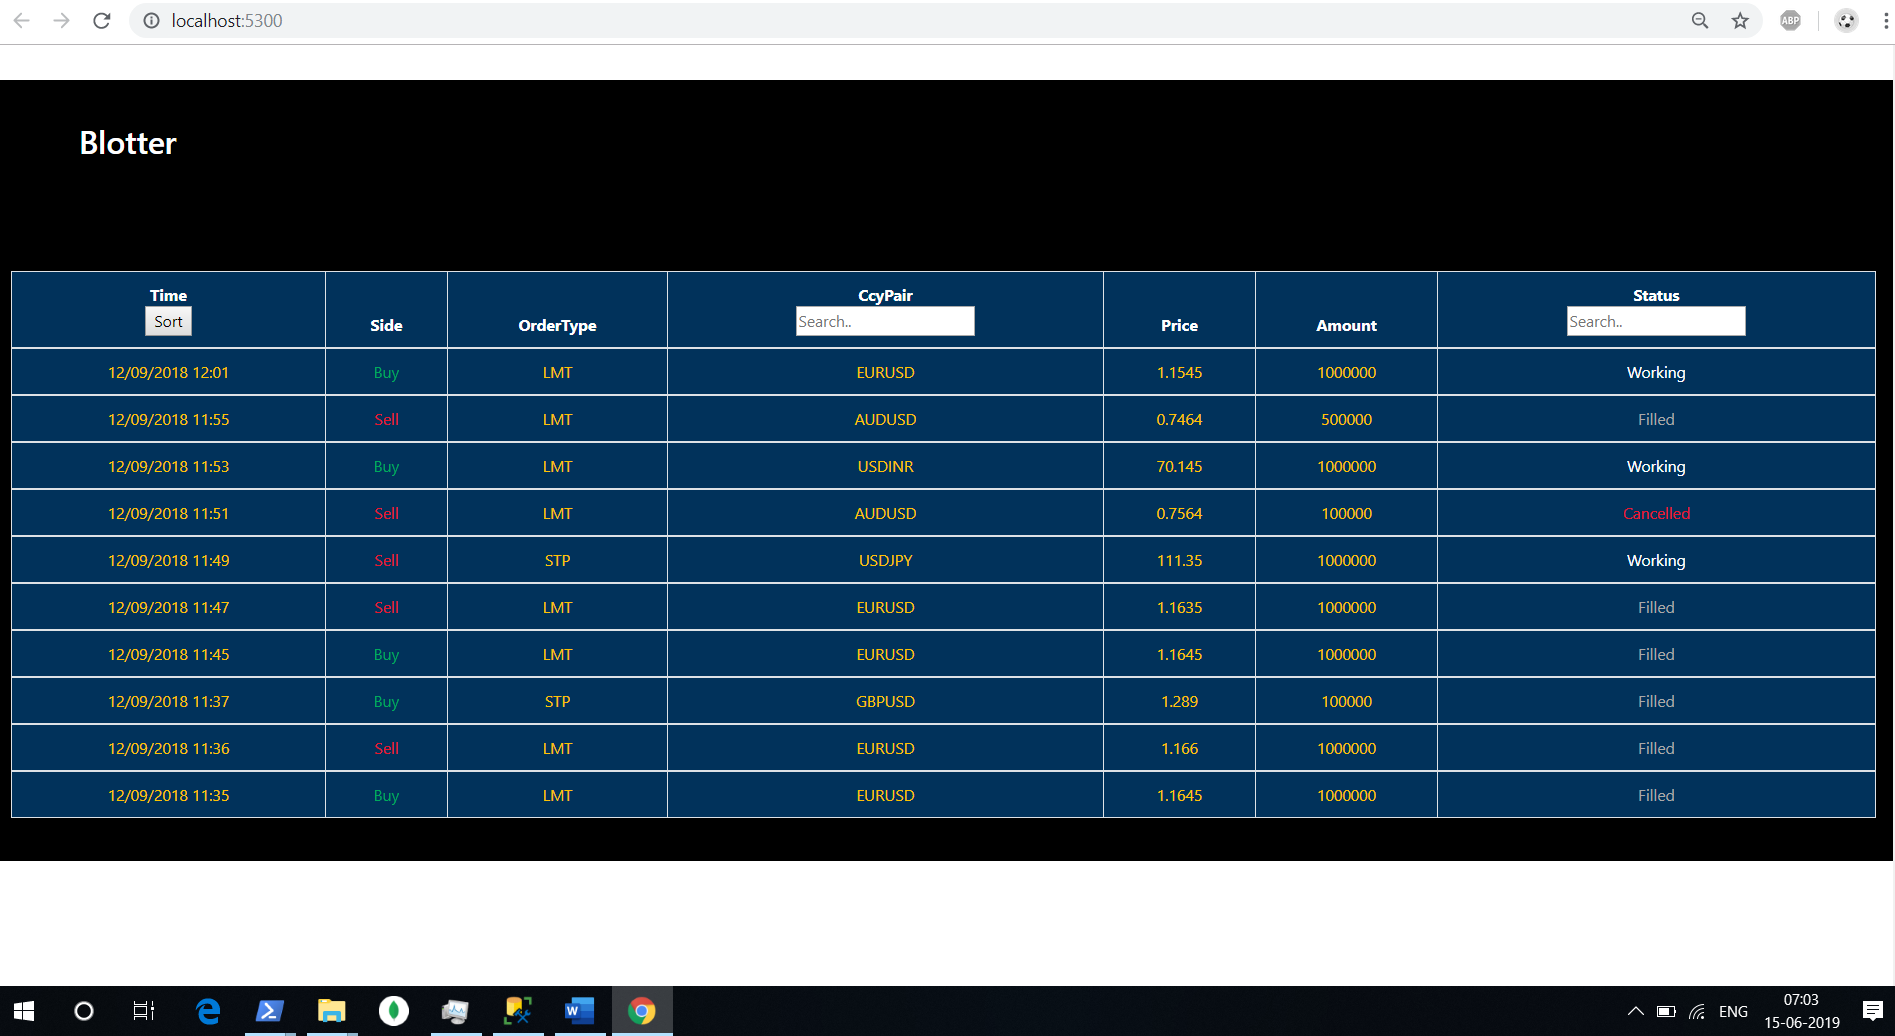 localhost:5300
ABP
Blotter
Time Side OrderType CcyPair Price Amount Status
Sort Search.. Search..
12/09/2018 12:01 Buy LMT EURUSD 1.1545 1000000 Working
12/09/2018 11:55 Sell LMT AUDUSD 0.7464 500000 Filled
12/09/2018 11:53 Buy LMT USDINR 70.145 1000000 Working
12/09/2018 11:51 Sell LMT AUDUSD 0.7564 100000 Cancelled
12/09/2018 11:49 Sell STP USDJPY 111.35 1000000 Working
12/09/2018 11:47 Sell LMT EURUSD 1.1635 1000000 Filled
12/09/2018 11:45 Buy LMT EURUSD 1.1645 1000000 Filled
12/09/2018 11:37 Buy STP GBPUSD 1.289 100000 Filled
12/09/2018 11:36 Sell LMT EURUSD 1.166 1000000 Filled
12/09/2018 11:35 Buy LMT EURUSD 1.1645 1000000 Filled
ENG
07:03
15-06-2019